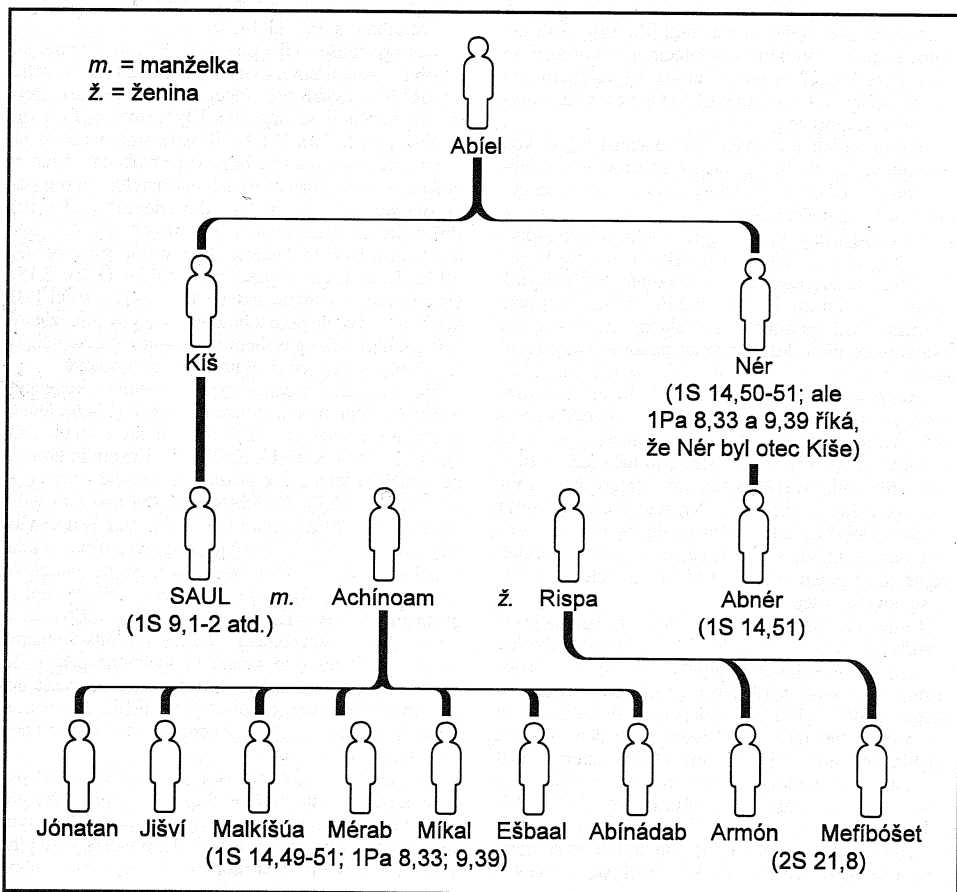 m. = manželka
ž. = ženina
Abíel
Kíš
Nér
(1S 14,50-51; ale
1Pa 8,33 a 9,39 říká,
že Nér byl otec Kíše)
SAUL m. Achínoam ž. Rispa Abnér
(1S 9,1-2 atd.) (1S 14,51)
Jónatan Jišví Malkíšúa Mérab Míkal Ešbaal Abínádab Armón Mefíbóšet
(1S 14,49-51; 1Pa 8,33; 9,39) (2S 21,8)